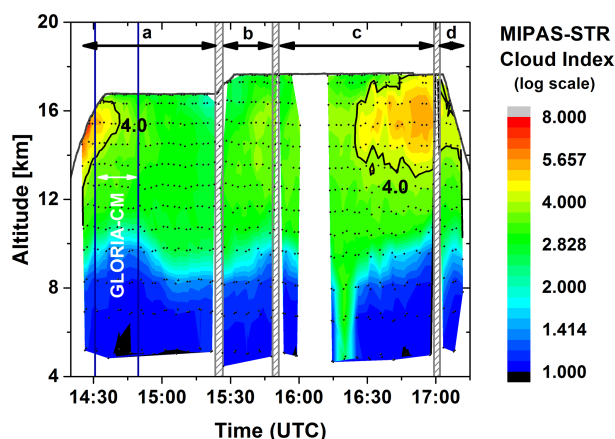 20
16
12
8
4
Altitude [km]
a
b
c
d
4.0
4.0
GLORIA-CM
14:30
15:00
15:30
16:00
16:30
17:00
Time (UTC)
MIPAS-STR
Cloud Index
(log scale)
8.000
5.657
4.000
2.828
2.000
1.414
1.000